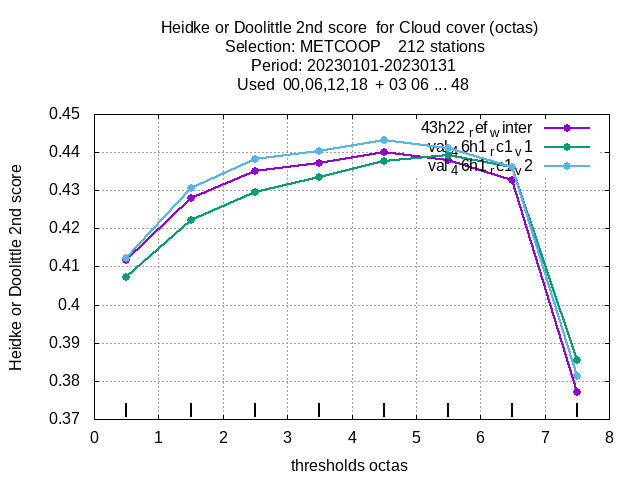 Heidke or Doolittle 2nd score  for Cloud cover (octas)
Selection: METCOOP    212 stations
Period: 20230101-20230131
Used  00,06,12,18  + 03 06 ... 48
43h22_ref_winter
val_46h1_rc1_v1
val_46h1_rc1_v2
Heidke or Doolittle 2nd score
0.45
0.44
0.43
0.42
0.41
0.4
0.39
0.38
0.37
0 1 2 3 4 5 6 7 8
thresholds octas